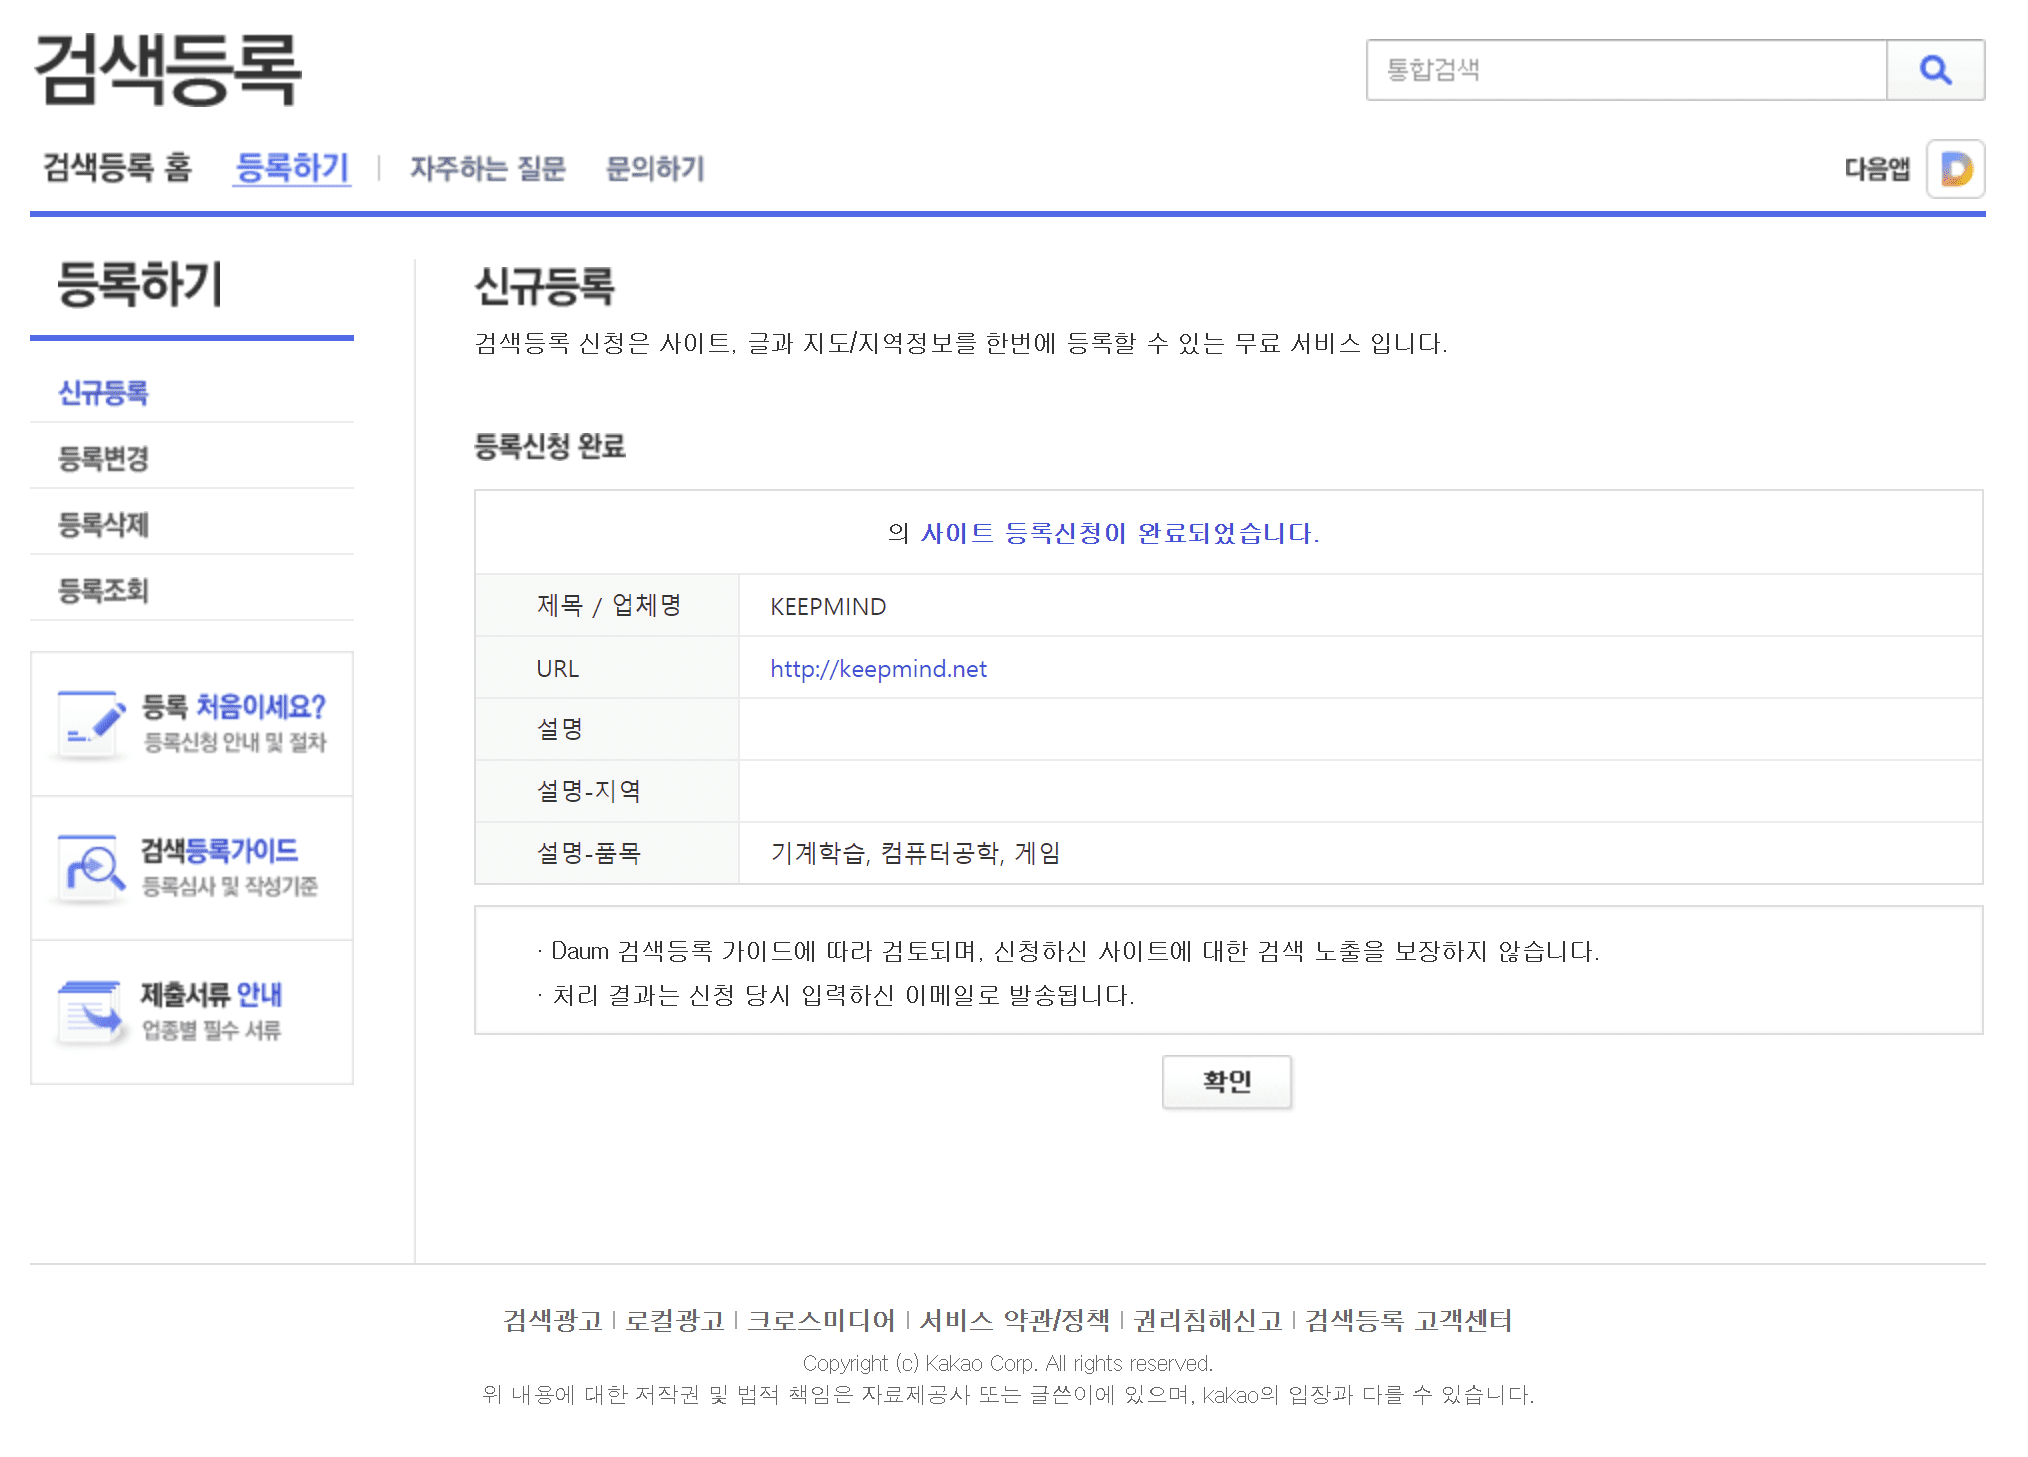 검색등록
통합검색
검색등록 홈 등록하기 | 자주하는 질문 문의하기 다음앱
등록하기
신규등록
등록변경
등록삭제
등록조회
등록 처음이세요?
등록신청 안내 및 절차
검색등록가이드
등록심사 및 작성기준
제출서류 안내
업종별 필수 서류
신규등록
검색등록 신청은 사이트, 글과 지도/지역정보를 한번에 등록할 수 있는 무료 서비스 입니다.
등록신청 완료
의 사이트 등록신청이 완료되었습니다.
제목 / 업체명 KEEPMIND
URL http://keepmind.net
설명
설명-지역
설명-품목 기계학습, 컴퓨터공학, 게임
· Daum 검색등록 가이드에 따라 검토되며, 신청하신 사이트에 대한 검색 노출을 보장하지 않습니다.
· 처리 결과는 신청 당시 입력하신 이메일로 발송됩니다.
확인
검색광고 | 로컬광고 | 크로스미디어 | 서비스 약관/정책 | 권리침해신고 | 검색등록 고객센터
Copyright (c) Kakao Corp. All rights reserved.
위 내용에 대한 저작권 및 법적 책임은 자료제공사 또는 글쓴이에 있으며, kakao의 입장과 다를 수 있습니다.